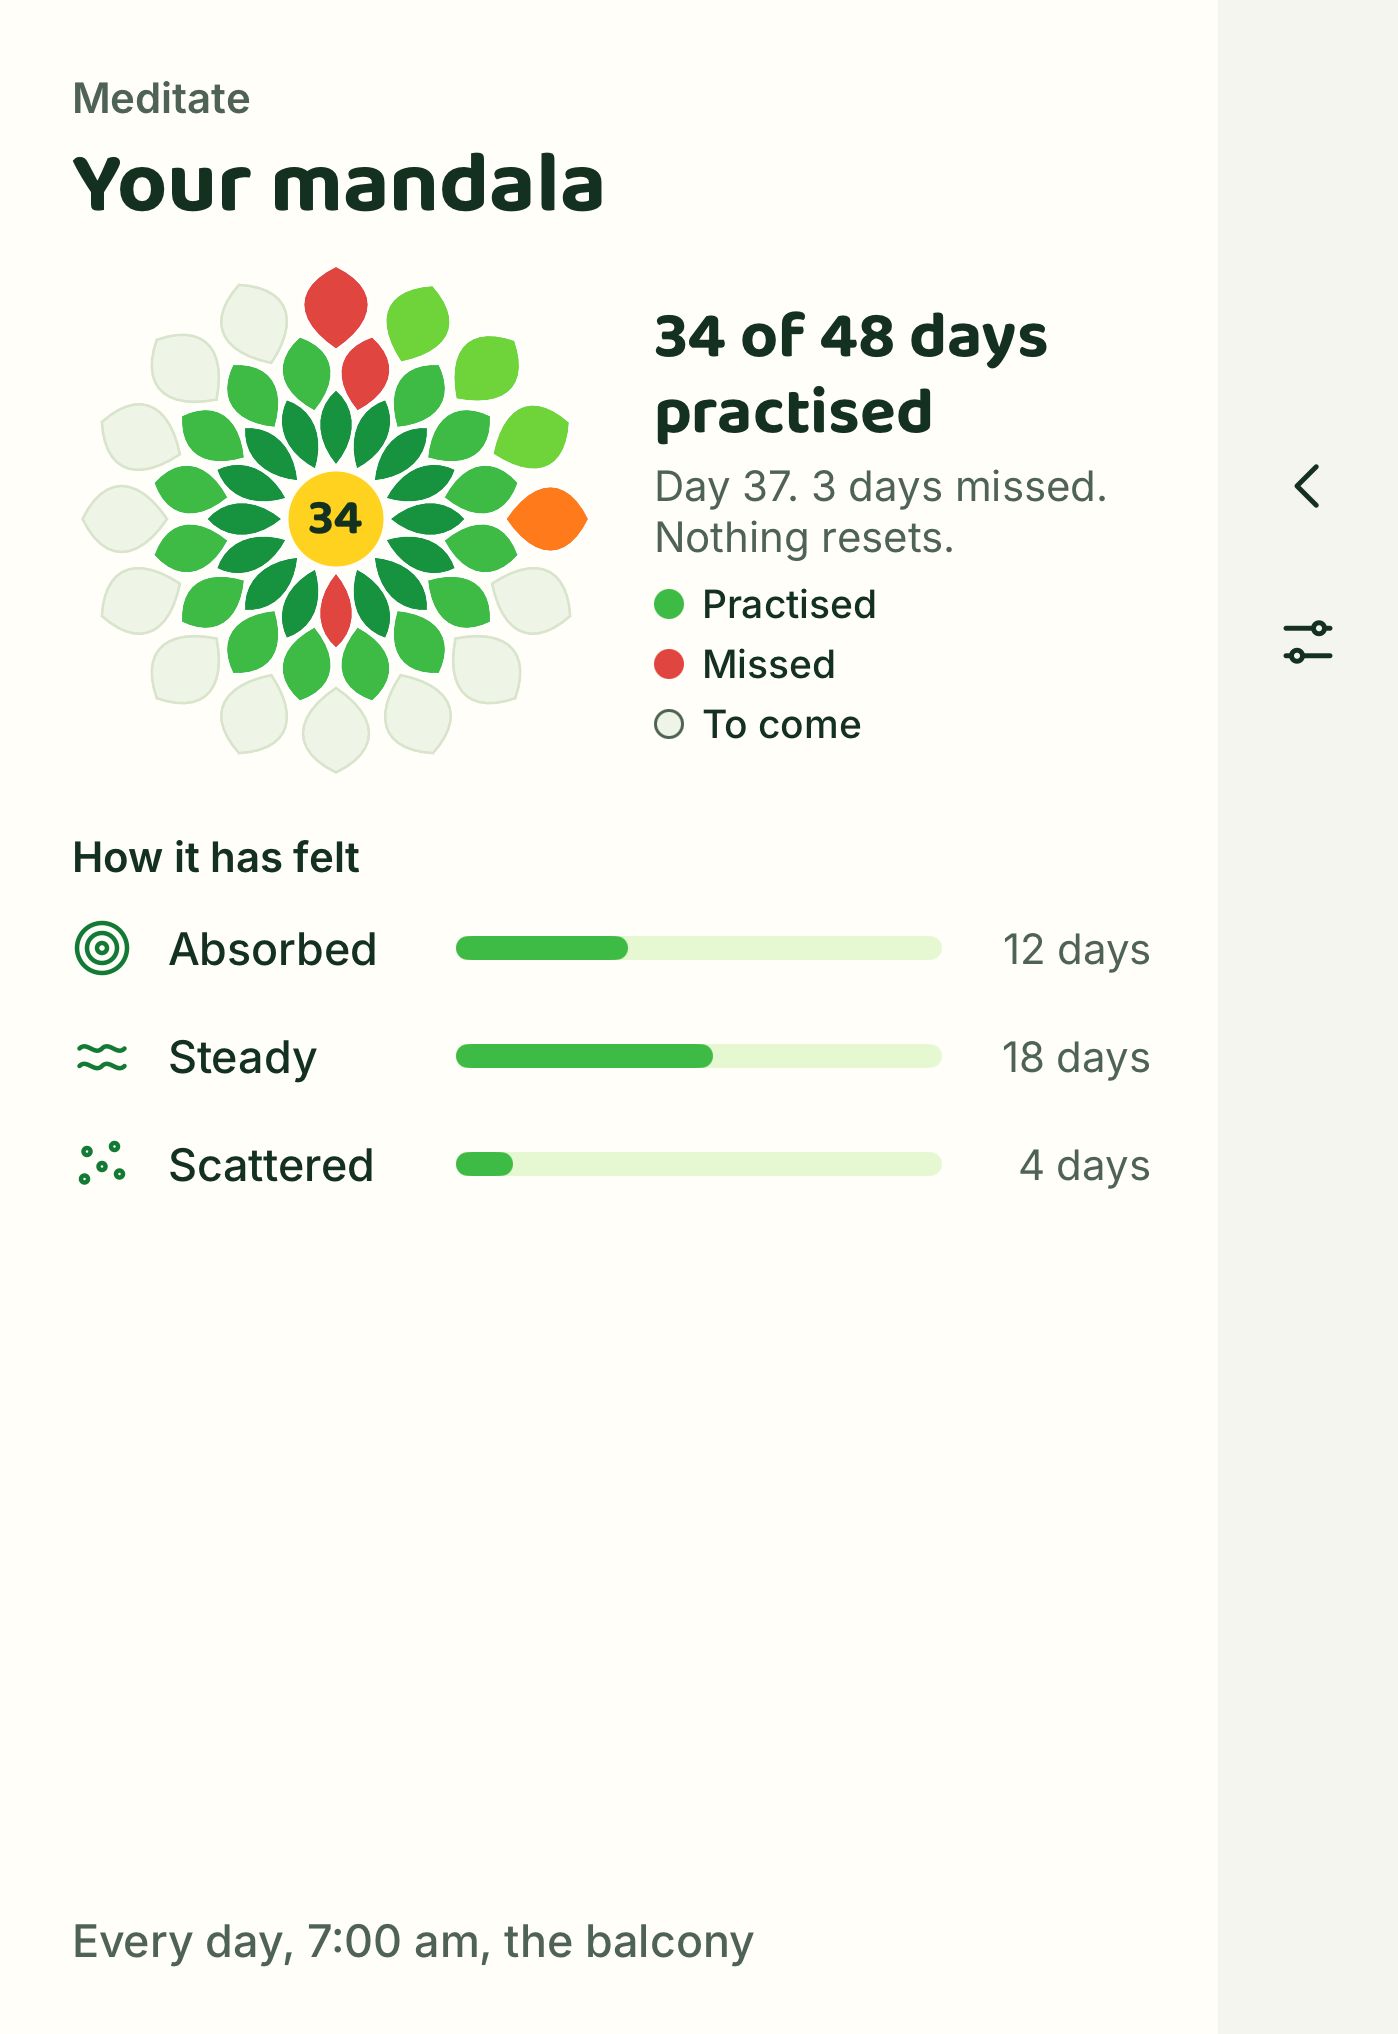 Meditate
Your mandala
34
34 of 48 days
practised
Day 37. 3 days missed.
Nothing resets.
Practised
Missed
To come
How it has felt
Absorbed 12 days
Steady 18 days
Scattered 4 days
Every day, 7:00 am, the balcony